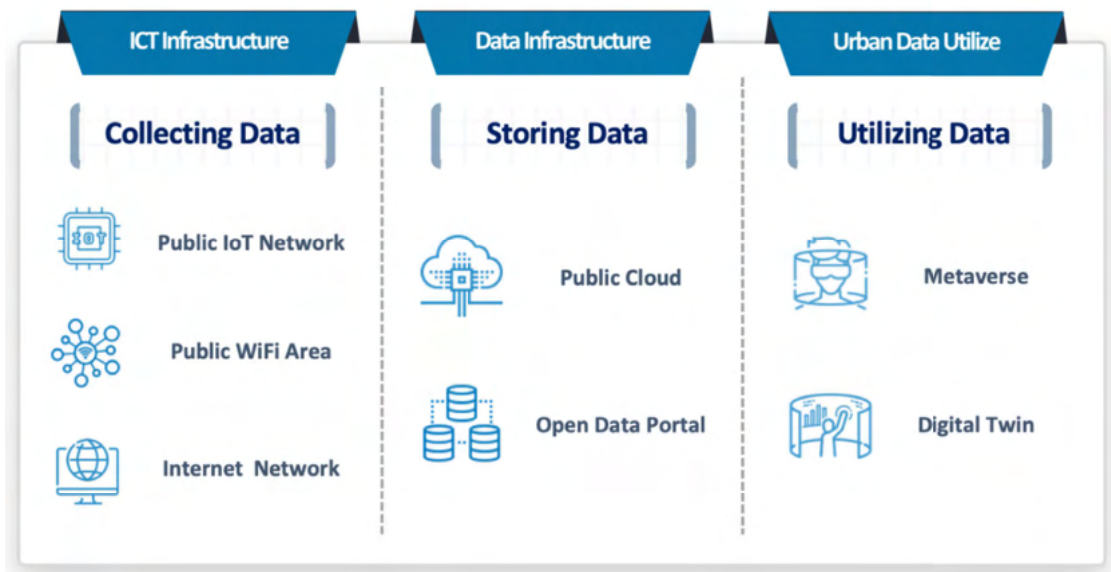 ICT Infrastructure
Collecting Data
IOT
Public IoT Network
Public WiFi Area
Internet Network
Data Infrastructure
Storing Data
Public Cloud
Open Data Portal
Urban Data Utilize
Utilizing Data
Metaverse
Digital Twin